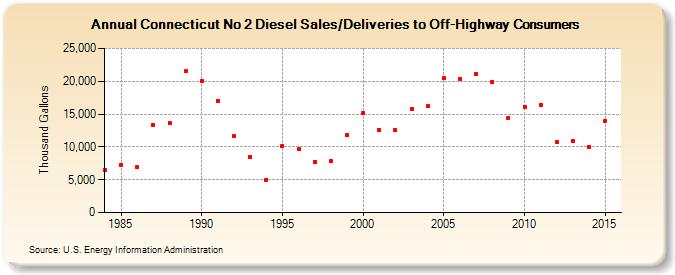 Annual Connecticut No 2 Diesel Sales/Deliveries to Off-Highway Consumers
Thousand Gallons
25,000
20,000
15,000
10,000
5,000
0
1985 1990 1995 2000 2005 2010 2015
Source: U.S. Energy Information Administration